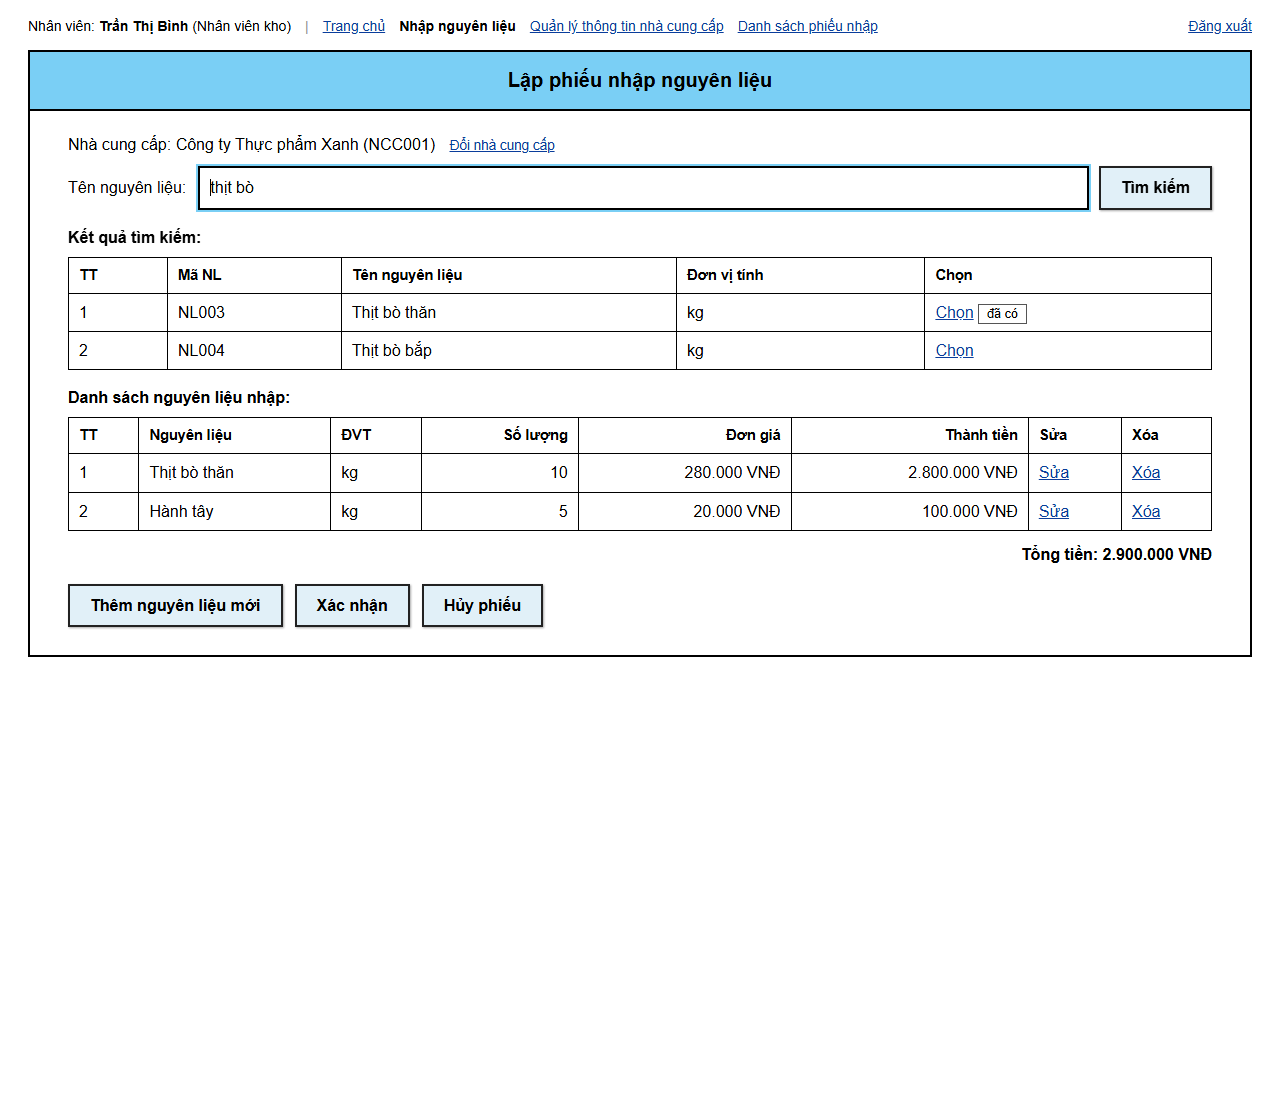 Nhân viên: Trần Thị Bình (Nhân viên kho) | Trang chủ Nhập nguyên liệu Quản lý thông tin nhà cung cấp Danh sách phiếu nhập Đăng xuất
Lập phiếu nhập nguyên liệu
Nhà cung cấp: Công ty Thực phẩm Xanh (NCC001) Đổi nhà cung cấp
Tên nguyên liệu: thịt bò Tìm kiếm
Kết quả tìm kiếm:
TT Mã NL Tên nguyên liệu Đơn vị tính Chọn
1 NL003 Thịt bò thăn kg Chọn đã có
2 NL004 Thịt bò bắp kg Chọn
Danh sách nguyên liệu nhập:
TT Nguyên liệu ĐVT Số lượng Đơn giá Thành tiền Sửa Xóa
1 Thịt bò thăn kg 10 280.000 VNĐ 2.800.000 VNĐ Sửa Xóa
2 Hành tây kg 5 20.000 VNĐ 100.000 VNĐ Sửa Xóa
Tổng tiền: 2.900.000 VNĐ
Thêm nguyên liệu mới Xác nhận Hủy phiếu